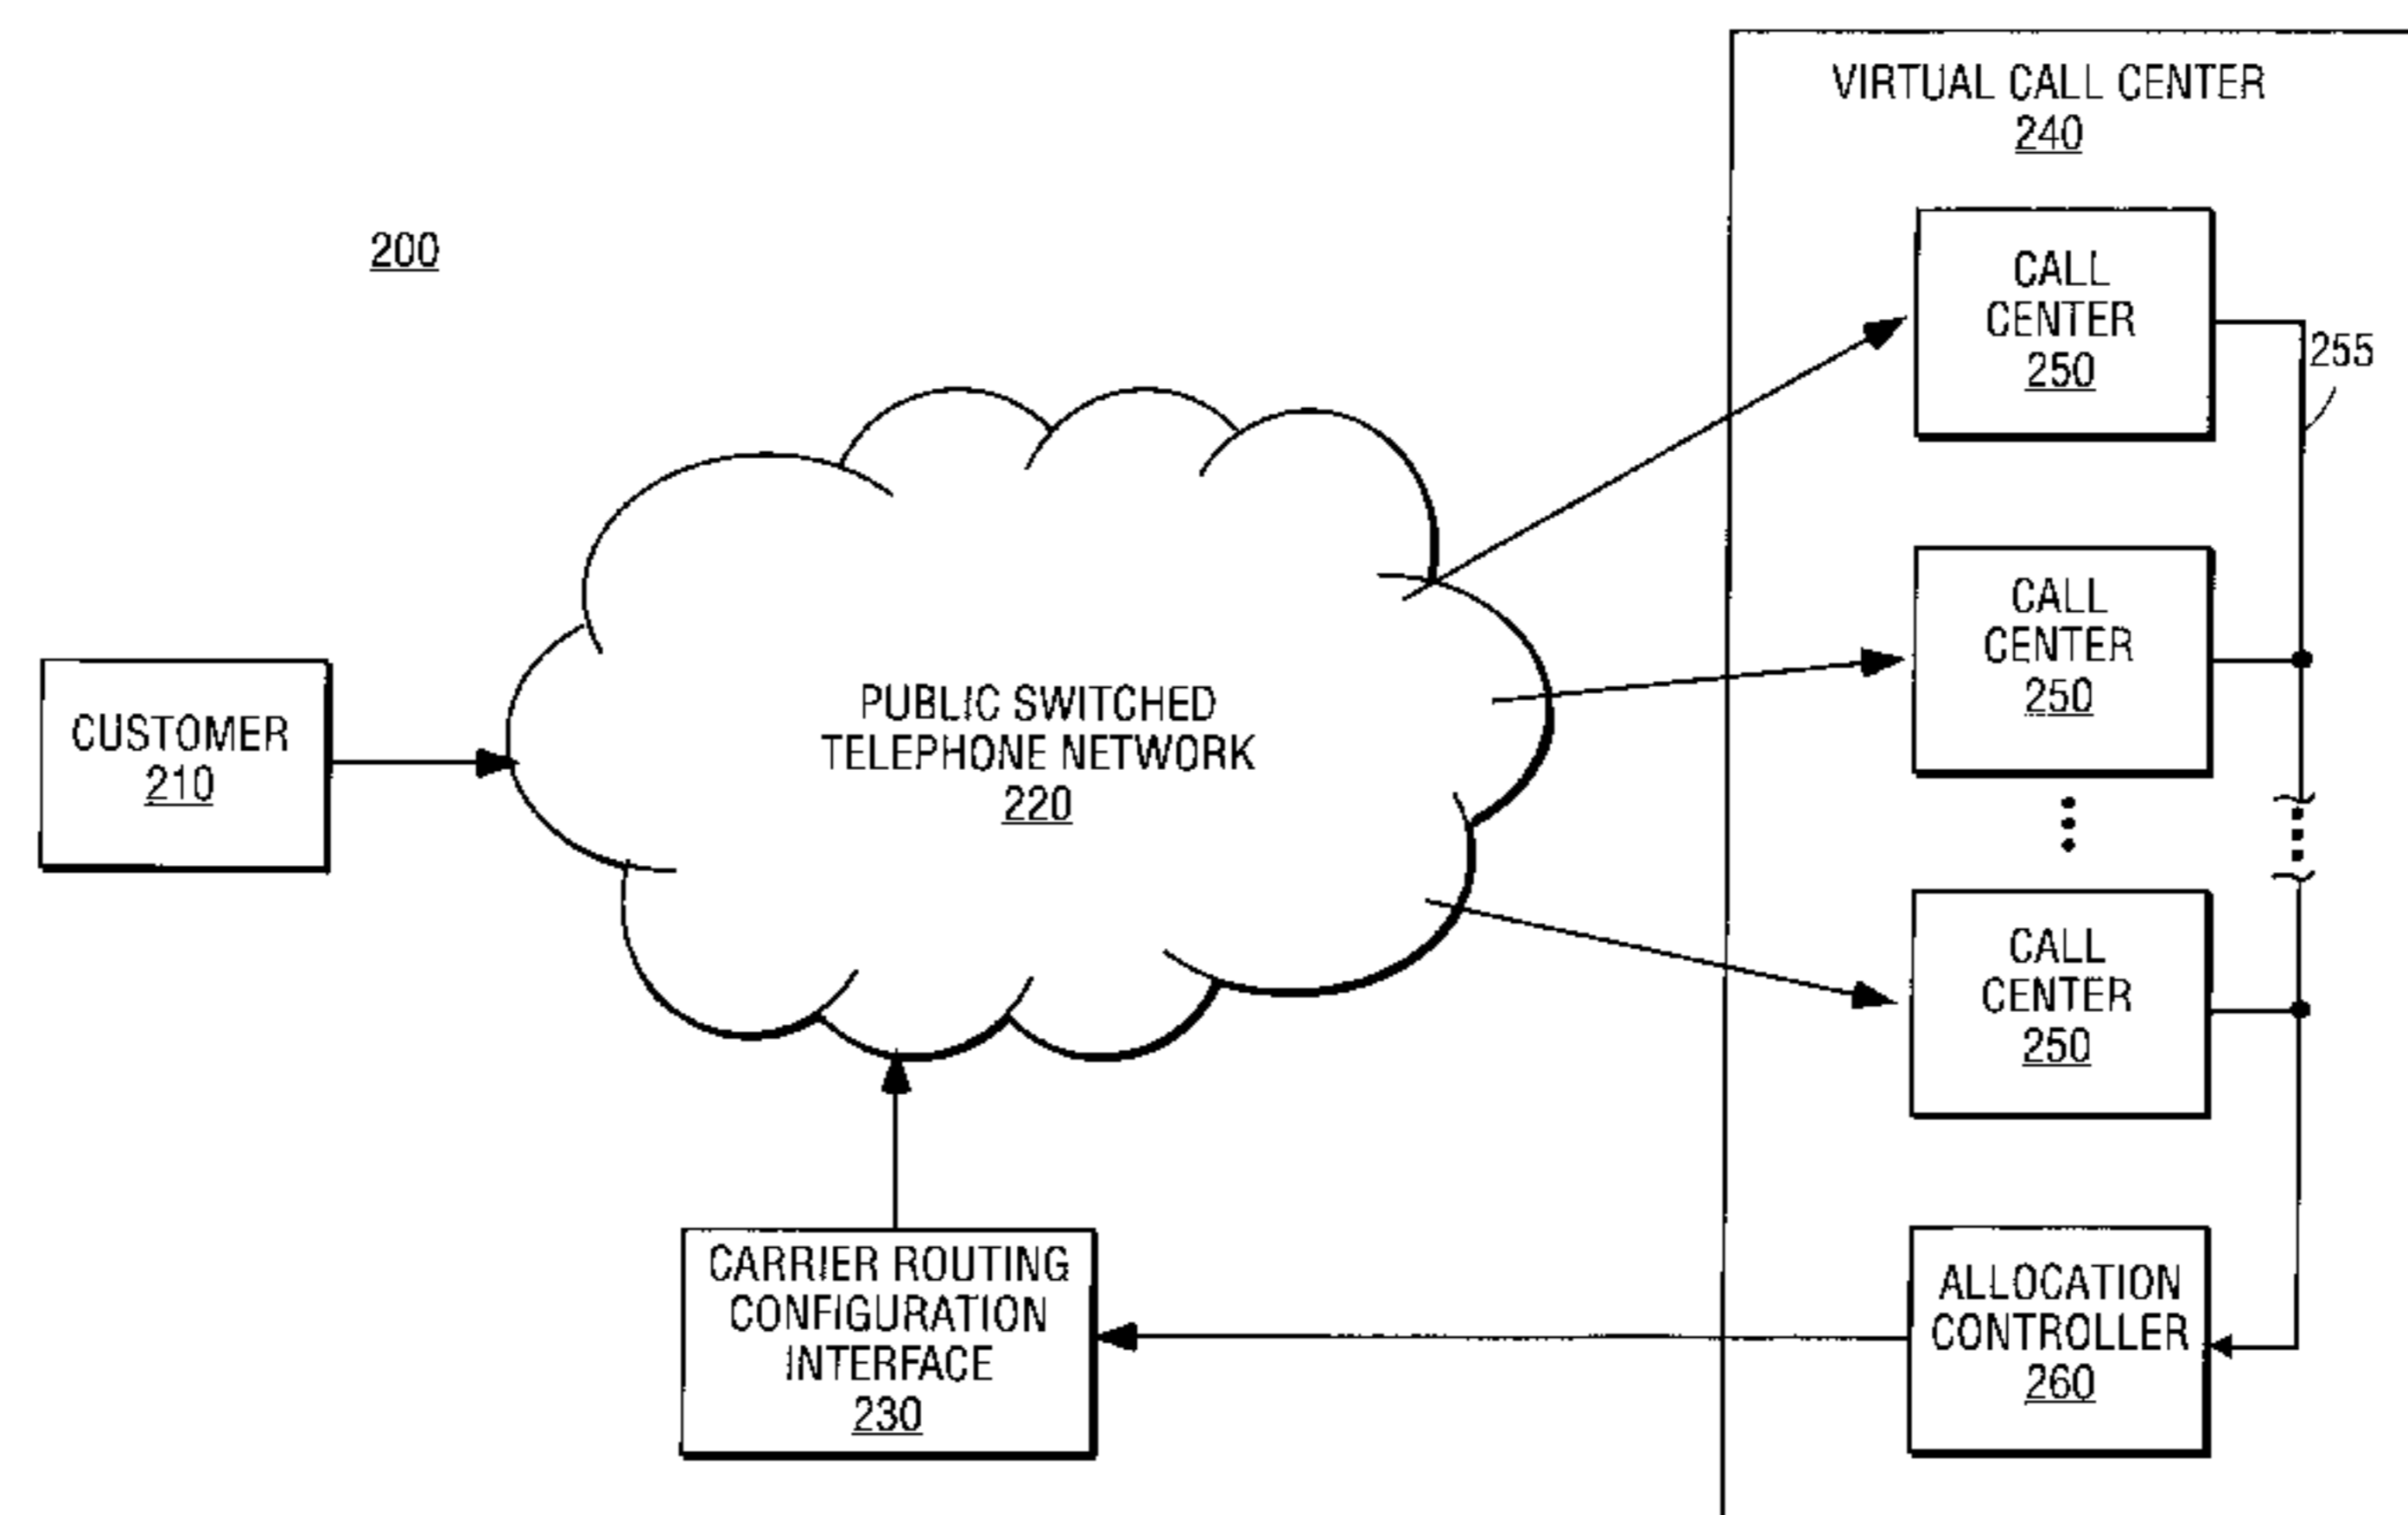 VIRTUAL CALL CENTER
240
200
CALL
CENTER
250
255
CALL
CENTER
250
CUSTOMER
210
PUBLIC SWITCHED
TELEPHONE NETWORK
220
CALL
CENTER
250
CARRIER ROUTING
CONFIGURATION
INTERFACE
230
ALLOCATION
CONTROLLER
260